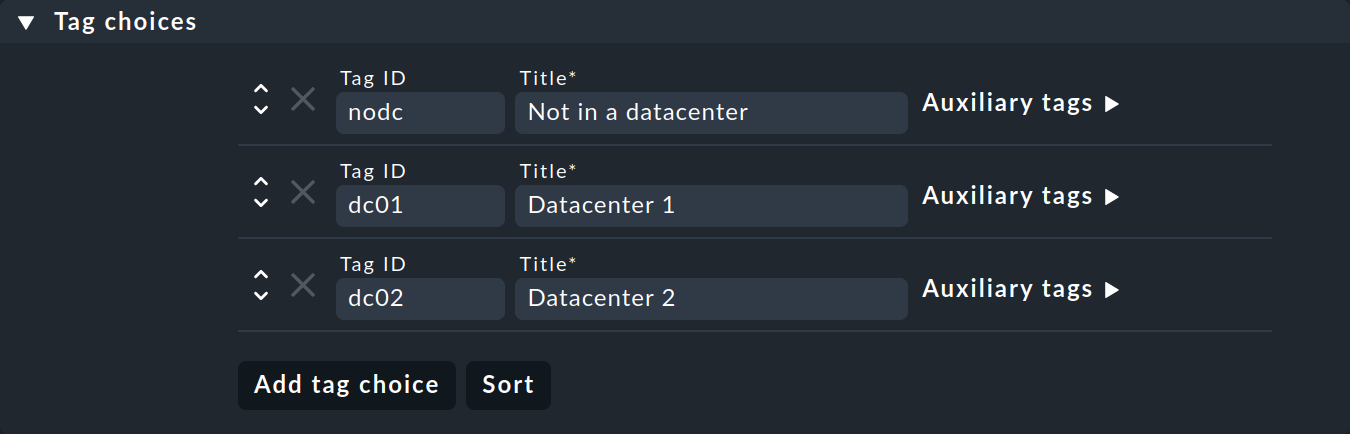 Tag choices
Tag ID Title*
nodc Not in a datacenter Auxiliary tags
Tag ID Title*
dc01 Datacenter 1 Auxiliary tags
Tag ID Title*
dc02 Datacenter 2 Auxiliary tags
Add tag choice Sort